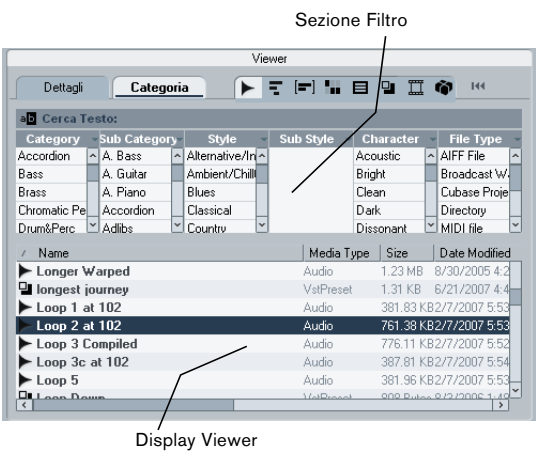 Sezione Filtro
Viewer
Dettagli Categoria
Cerca Testo:
Category Sub Category Style Sub Style Character File Type
Accordion A. Bass Alternative/In Acoustic AIFF File
Bass A. Guitar Ambient/Chill Bright Broadcast W
Brass A. Piano Blues Clean Cubase Proje
Chromatic Pe Accordion Classical Dark Directory
Drum&Perc Adlibs Country Dissonant MIDI file
Name Media Type Size Date Modified
Longer Warped Audio 1.23 MB 8/30/2005 4:2
longest journey VstPreset 1.31 KB 6/21/2007 4:4
Loop 1 at 102 Audio 381.83 KB 2/7/2007 5:53
Loop 2 at 102 Audio 761.38 KB 2/7/2007 5:53
Loop 3 Compiled Audio 776.11 KB 2/7/2007 5:52
Loop 3c at 102 Audio 387.81 KB 2/7/2007 5:54
Loop 5 Audio 381.96 KB 2/7/2007 5:53
Loop Down VstPreset
Display Viewer